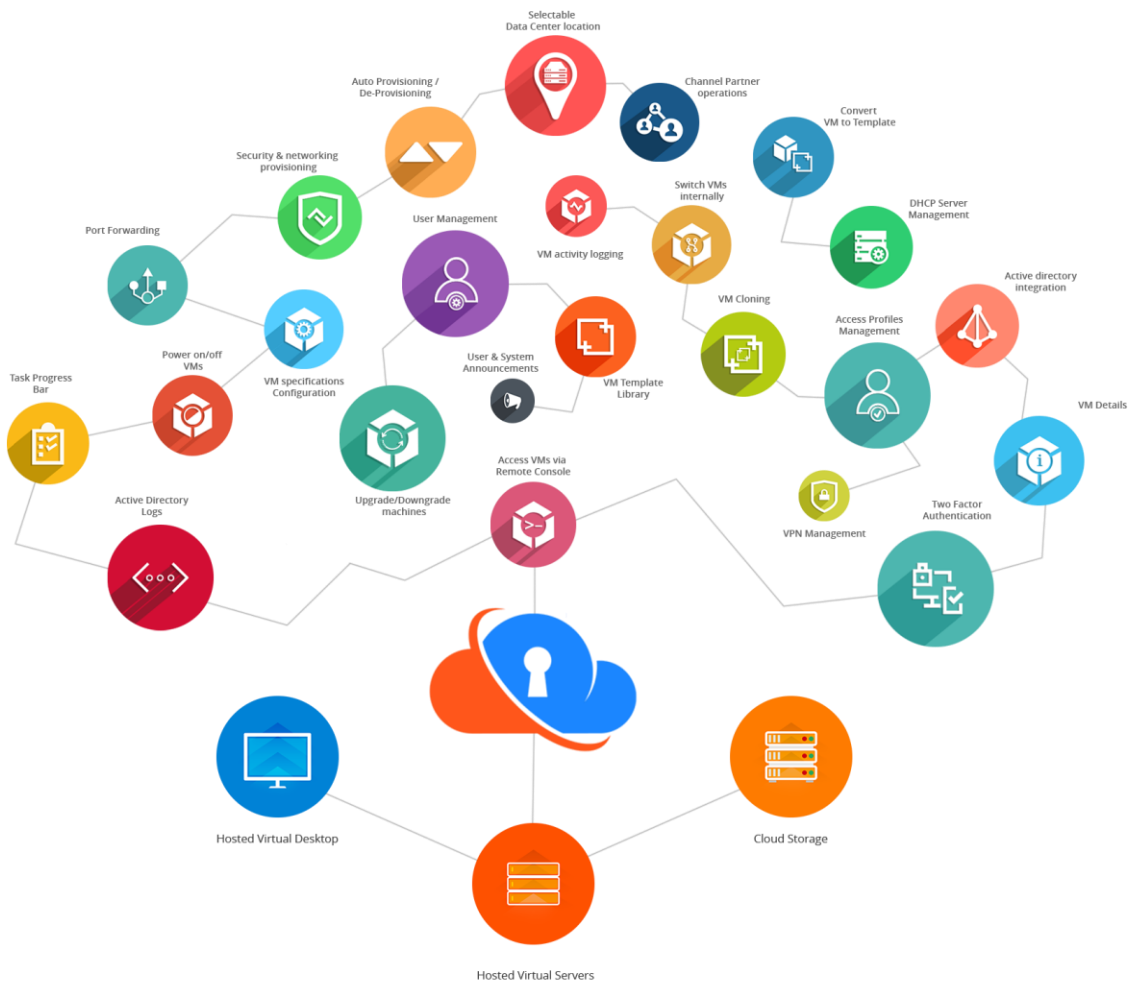 Selectable
Data Center location
Auto Provisioning /
De-Provisioning
Channel Partner
operations
Convert
VM to Template
Security & networking
provisioning
Switch VMs
internally
DHCP Server
Management
User Management
Port Forwarding
VM activity logging
Active directory
integration
VM Cloning
Access Profiles
Management
Power on/off
VMs
User & System
Announcements
Task Progress
Bar
VM specifications
Configuration
VM Template
Library
VM Details
Access VMs via
Remote Console
Active Directory
Logs
Upgrade/Downgrade
machines
Two Factor
Authentication
VPN Management
Hosted Virtual Desktop
Cloud Storage
Hosted Virtual Servers